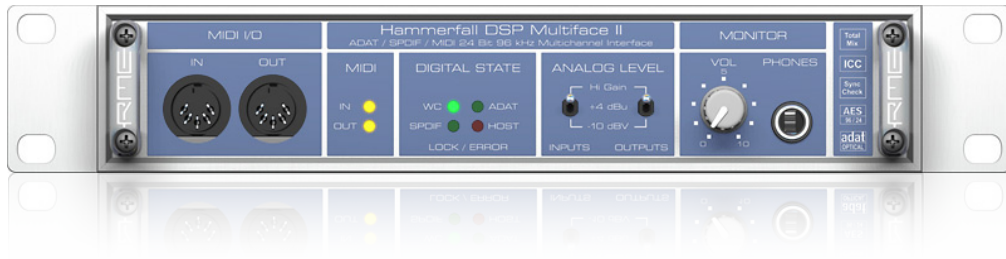 MIDI I/O
Hammerfall DSP Multiface II
ADAT / SPDIF / MIDI 24 Bit 96 kHz Multichannel Interface
MONITOR
RME
IN
OUT
MIDI
IN
OUT
DIGITAL STATE
WC
ADAT
SPDIF
HOST
LOCK / ERROR
ANALOG LEVEL
Hi Gain
+4 dBu
-10 dBV
INPUTS
OUTPUTS
VOL
5
0
10
PHONES
RME
Total
Mix
ICC
Sync
Check
AES
96 / 24
adat
OPTICAL